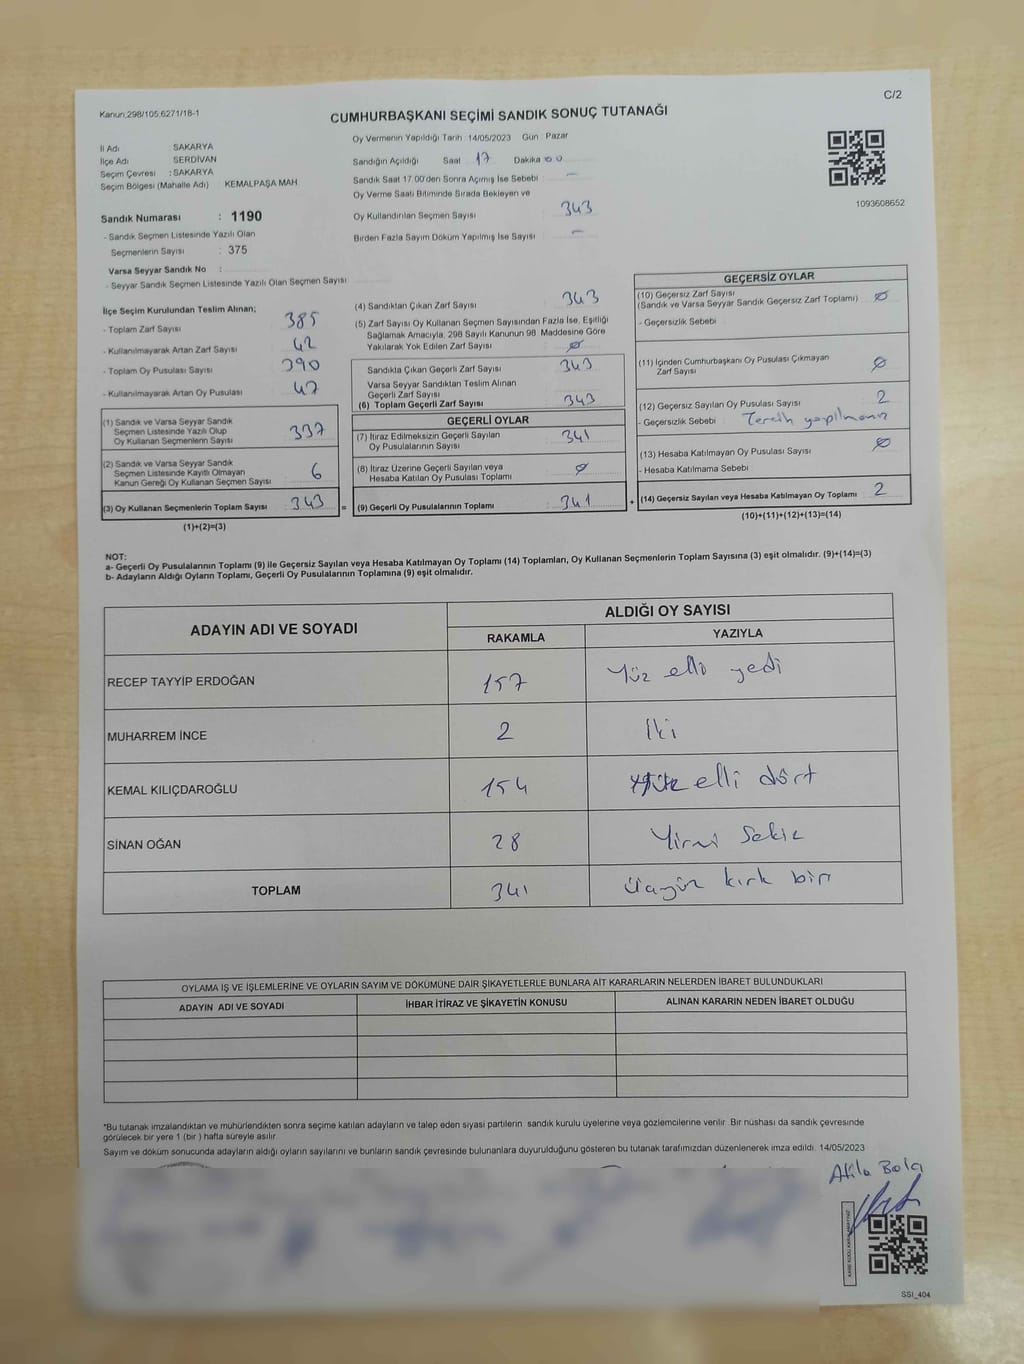 C/2
Kanun:298/105;6271/18-1
CUMHURBAŞKANI SEÇİMİ SANDIK SONUÇ TUTANAĞI
Oy Vermenin Yapıldığı Tarih : 14/05/2023 Gün : Pazar
İl Adı : SAKARYA
İlçe Adı : SERDİVAN
Seçim Çevresi : SAKARYA
Seçim Bölgesi (Mahalle Adı) : KEMALPAŞA MAH
Sandığın Açıldığı Saat 17 Dakika 00
Sandık Saat 17.00'den Sonra Açımış İse Sebebi : -
Oy Verme Saati Bitiminde Sırada Bekleyen ve
Oy Kullandırılan Seçmen Sayısı : 343
Birden Fazla Sayım Döküm Yapılmış İse Sayısı : -
1093608652
Sandık Numarası : 1190
- Sandık Seçmen Listesinde Yazılı Olan
Seçmenlerin Sayısı : 375
Varsa Seyyar Sandık No :
- Seyyar Sandık Seçmen Listesinde Yazılı Olan Seçmen Sayısı :
İlçe Seçim Kurulundan Teslim Alınan;
- Toplam Zarf Sayısı : 385
- Kullanılmayarak Artan Zarf Sayısı : 42
- Toplam Oy Pusulası Sayısı : 390
- Kullanılmayarak Artan Oy Pusulası : 47
(1) Sandık ve Varsa Seyyar Sandık
Seçmen Listesinde Yazılı Olup
Oy Kullanan Seçmenlerin Sayısı : 337
(2) Sandık ve Varsa Seyyar Sandık
Seçmen Listesinde Kayıtlı Olmayan
Kanun Gereği Oy Kullanan Seçmen Sayısı : 6
(3) Oy Kullanan Seçmenlerin Toplam Sayısı : 343 =
(1)+(2)=(3)
(4) Sandıktan Çıkan Zarf Sayısı : 343
(5) Zarf Sayısı Oy Kullanan Seçmen Sayısından Fazla İse, Eşitliği
Sağlamak Amacıyla; 298 Sayılı Kanunun 98. Maddesine Göre
Yakılarak Yok Edilen Zarf Sayısı : Ø
Sandıkta Çıkan Geçerli Zarf Sayısı : 343
Varsa Seyyar Sandıktan Teslim Alınan
Geçerli Zarf Sayısı :
(6) Toplam Geçerli Zarf Sayısı : 343
GEÇERLİ OYLAR
(7) İtiraz Edilmeksizin Geçerli Sayılan
Oy Pusulalarının Sayısı : 341
(8) İtiraz Üzerine Geçerli Sayılan veya
Hesaba Katılan Oy Pusulası Toplamı : Ø
(9) Geçerli Oy Pusulalarının Toplamı : 341 +
GEÇERSİZ OYLAR
(10) Geçersiz Zarf Sayısı
(Sandık ve Varsa Seyyar Sandık Geçersiz Zarf Toplamı) : Ø
- Geçersizlik Sebebi :
(11) İçinden Cumhurbaşkanı Oy Pusulası Çıkmayan
Zarf Sayısı : Ø
(12) Geçersiz Sayılan Oy Pusulası Sayısı : 2
- Geçersizlik Sebebi : Tercih yapılmamış
(13) Hesaba Katılmayan Oy Pusulası Sayısı : Ø
- Hesaba Katılmama Sebebi :
(14) Geçersiz Sayılan veya Hesaba Katılmayan Oy Toplamı : 2
(10)+(11)+(12)+(13)=(14)
NOT:
a- Geçerli Oy Pusulalarının Toplamı (9) ile Geçersiz Sayılan veya Hesaba Katılmayan Oy Toplamı (14) Toplamları, Oy Kullanan Seçmenlerin Toplam Sayısına (3) eşit olmalıdır. (9)+(14)=(3)
b- Adayların Aldığı Oyların Toplamı, Geçerli Oy Pusulalarının Toplamına (9) eşit olmalıdır.
ADAYIN ADI VE SOYADI ALDIĞI OY SAYISI
RAKAMLA YAZIYLA
RECEP TAYYİP ERDOĞAN 157 Yüz elli yedi
MUHARREM İNCE 2 İki
KEMAL KILIÇDAROĞLU 154 Yüz elli dört
SİNAN OĞAN 28 Yirmi Sekiz
TOPLAM 341 Üçyüz kırk bir
OYLAMA İŞ VE İŞLEMLERİNE VE OYLARIN SAYIM VE DÖKÜMÜNE DAİR ŞİKAYETLERLE BUNLARA AİT KARARLARIN NELERDEN İBARET BULUNDUKLARI
ADAYIN ADI VE SOYADI İHBAR İTİRAZ VE ŞİKAYETİN KONUSU ALINAN KARARIN NEDEN İBARET OLDUĞU
*Bu tutanak imzalandıktan ve mühürlendikten sonra seçime katılan adayların ve talep eden siyasi partilerin sandık kurulu üyelerine veya gözlemcilerine verilir. Bir nüshası da sandık çevresinde
görülecek bir yere 1 (bir ) hafta süreyle asılır.
Sayım ve döküm sonucunda adayların aldığı oyların sayılarını ve bunların sandık çevresinde bulunanlara duyurulduğunu gösteren bu tutanak tarafımızdan düzenlenerek imza edildi. 14/05/2023
Atila
SSI_404